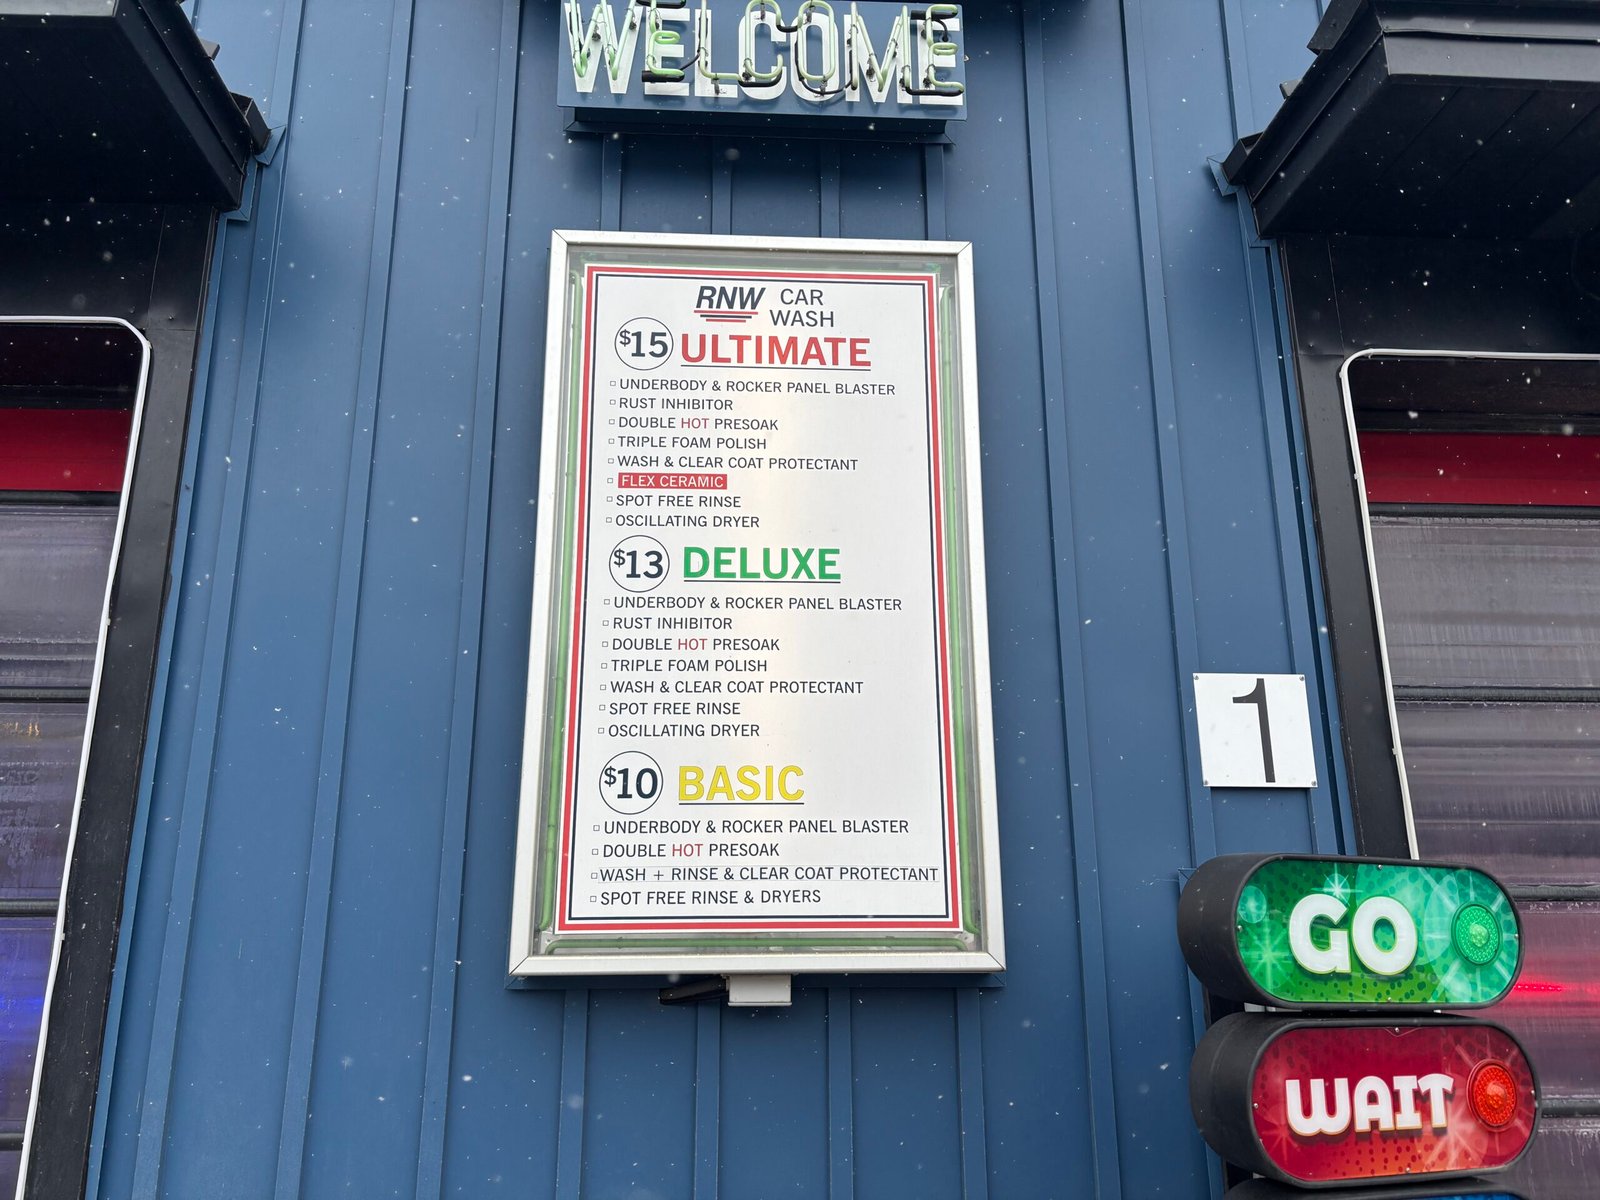 WELCOME
RNW CAR
WASH
$15 ULTIMATE
UNDERBODY & ROCKER PANEL BLASTER
RUST INHIBITOR
DOUBLE HOT PRESOAK
TRIPLE FOAM POLISH
WASH & CLEAR COAT PROTECTANT
FLEX CERAMIC
SPOT FREE RINSE
OSCILLATING DRYER
$13 DELUXE
UNDERBODY & ROCKER PANEL BLASTER
RUST INHIBITOR
DOUBLE HOT PRESOAK
TRIPLE FOAM POLISH
WASH & CLEAR COAT PROTECTANT
SPOT FREE RINSE
OSCILLATING DRYER
$10 BASIC
UNDERBODY & ROCKER PANEL BLASTER
DOUBLE HOT PRESOAK
WASH + RINSE & CLEAR COAT PROTECTANT
SPOT FREE RINSE & DRYERS
1
GO
WAIT